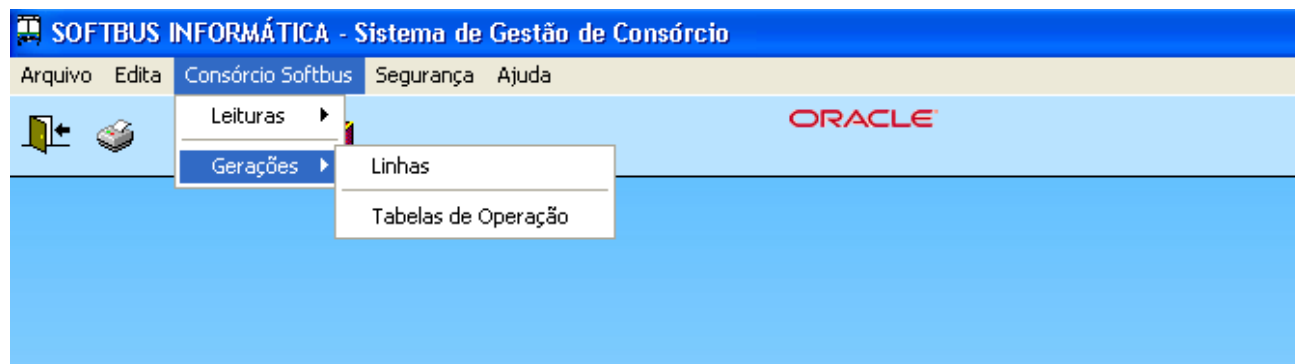 SOFTBUS INFORMÁTICA - Sistema de Gestão de Consórcio
Arquivo Edita Consórcio Softbus Segurança Ajuda
Leituras
ORACLE
Gerações
Linhas
Tabelas de Operação